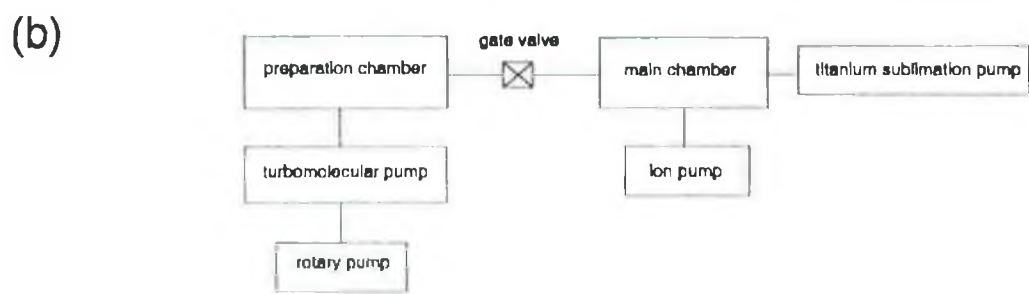 (b)
gate valve
preparation chamber
main chamber
titanium sublimation pump
turbomolecular pump
Ion pump
rotary pump